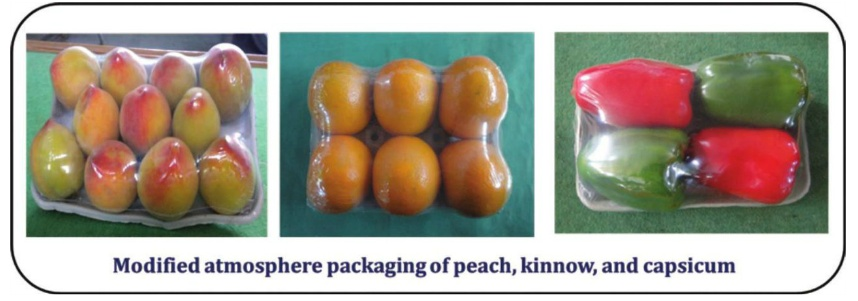 Modified atmosphere packaging of peach, kinnow, and capsicum